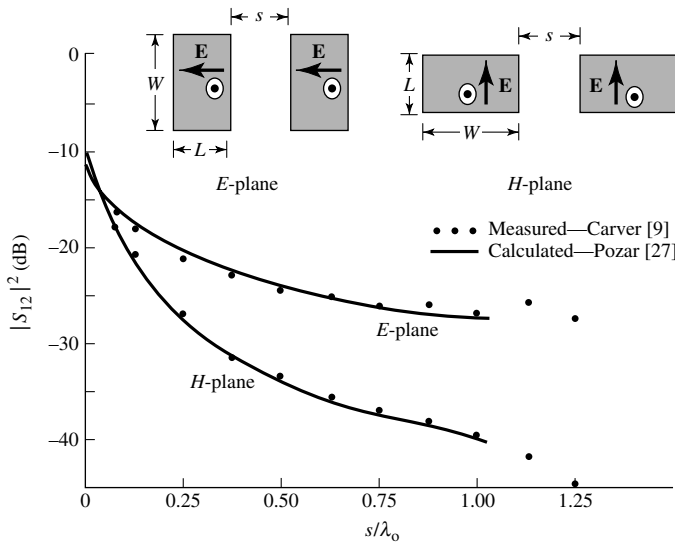 s
s
E
E
W
L
E
E
L
W
E-plane
H-plane
Measured—Carver [9]
Calculated—Pozar [27]
E-plane
H-plane
0
−10
−20
−30
−40
|S₁₂|² (dB)
0
0.25
0.50
0.75
1.00
1.25
s/λₒ